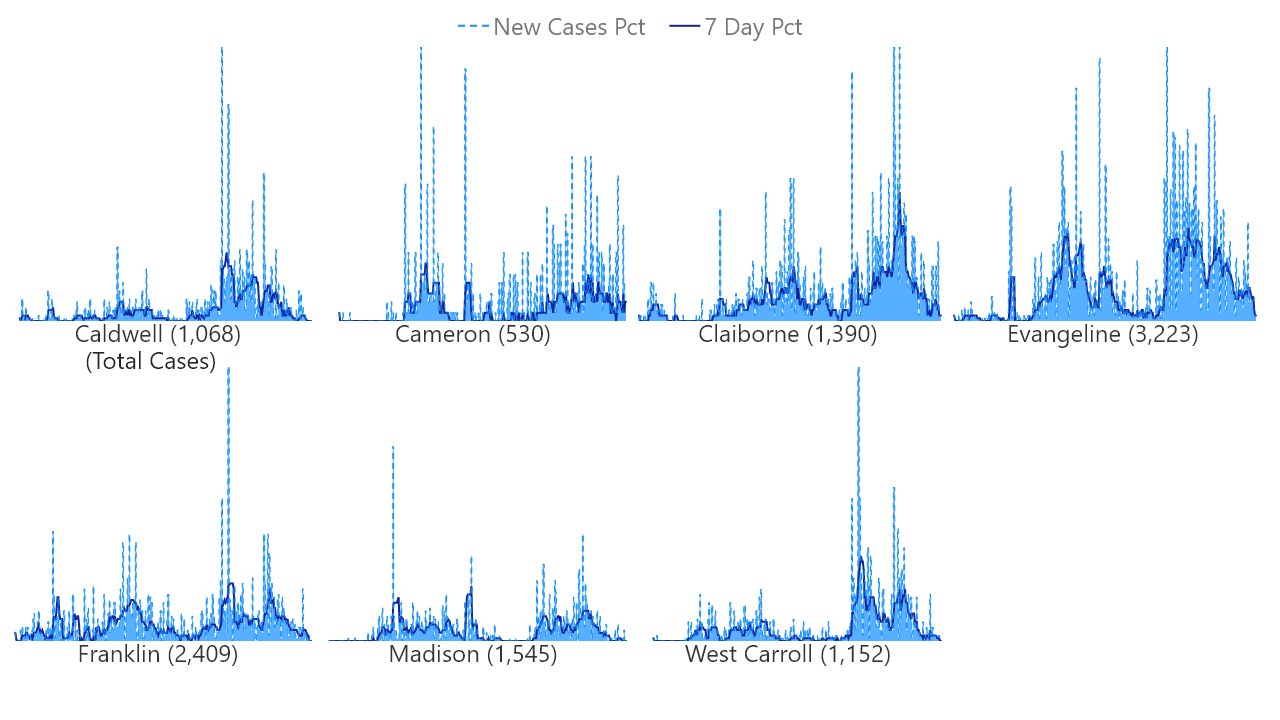 New Cases Pct 7 Day Pct
Caldwell (1,068) Cameron (530) Claiborne (1,390) Evangeline (3,223)
(Total Cases)
Franklin (2,409) Madison (1,545) West Carroll (1,152)